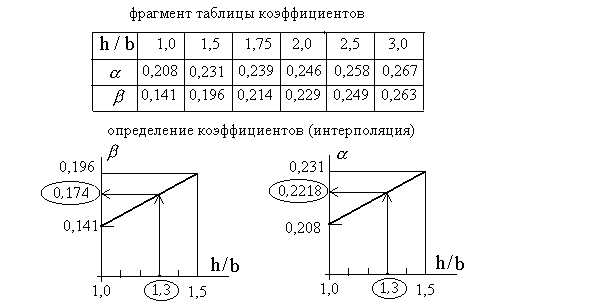 фрагмент таблицы коэффициентов
h / b 1,0 1,5 1,75 2,0 2,5 3,0
α 0,208 0,231 0,239 0,246 0,258 0,267
β 0,141 0,196 0,214 0,229 0,249 0,263
определение коэффициентов (интерполяция)
β
0,196
0,174
0,141
h/b
1,0 1,3 1,5
α
0,231
0,2218
0,208
h/b
1,0 1,3 1,5